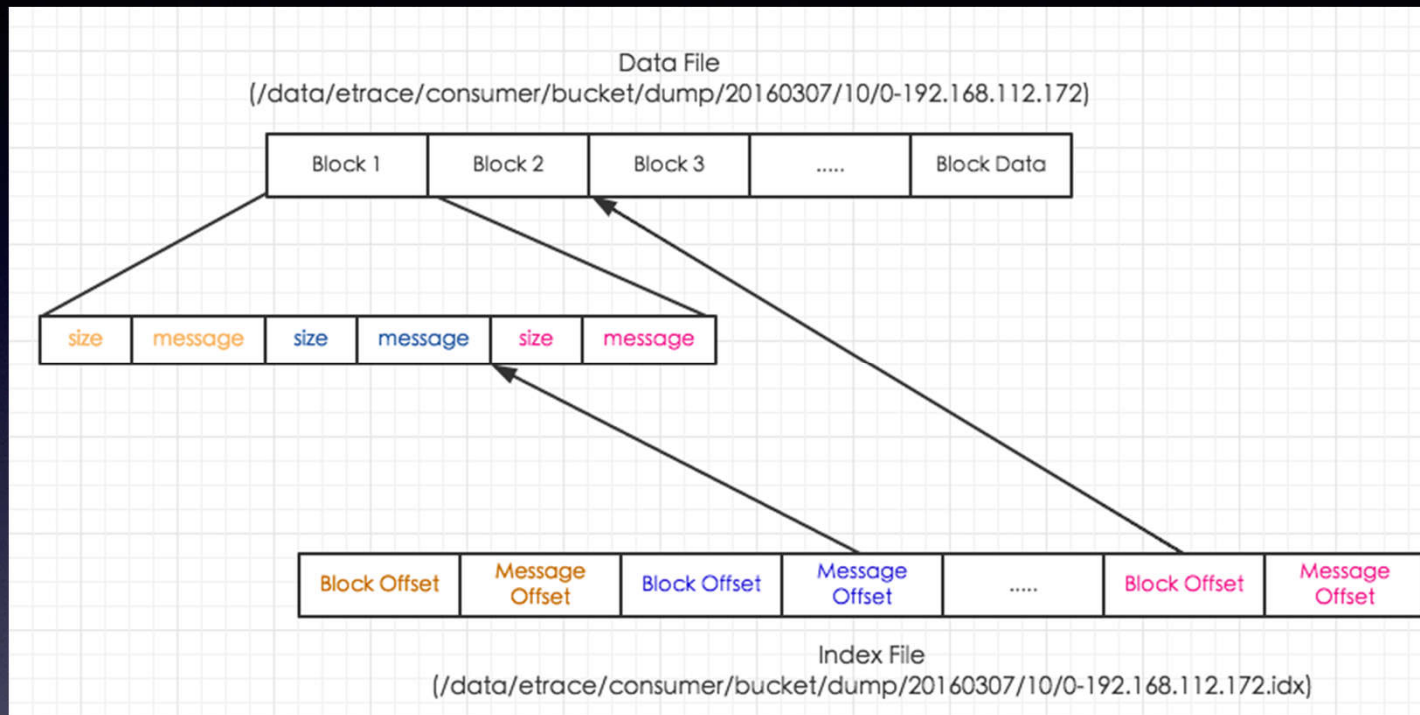 Data File
(/data/etrace/consumer/bucket/dump/20160307/10/0-192.168.112.172)
Block 1 Block 2 Block 3 ..... Block Data
size message size message size message
Block Offset Message Offset Block Offset Message Offset ..... Block Offset Message Offset
Index File
(/data/etrace/consumer/bucket/dump/20160307/10/0-192.168.112.172.idx)